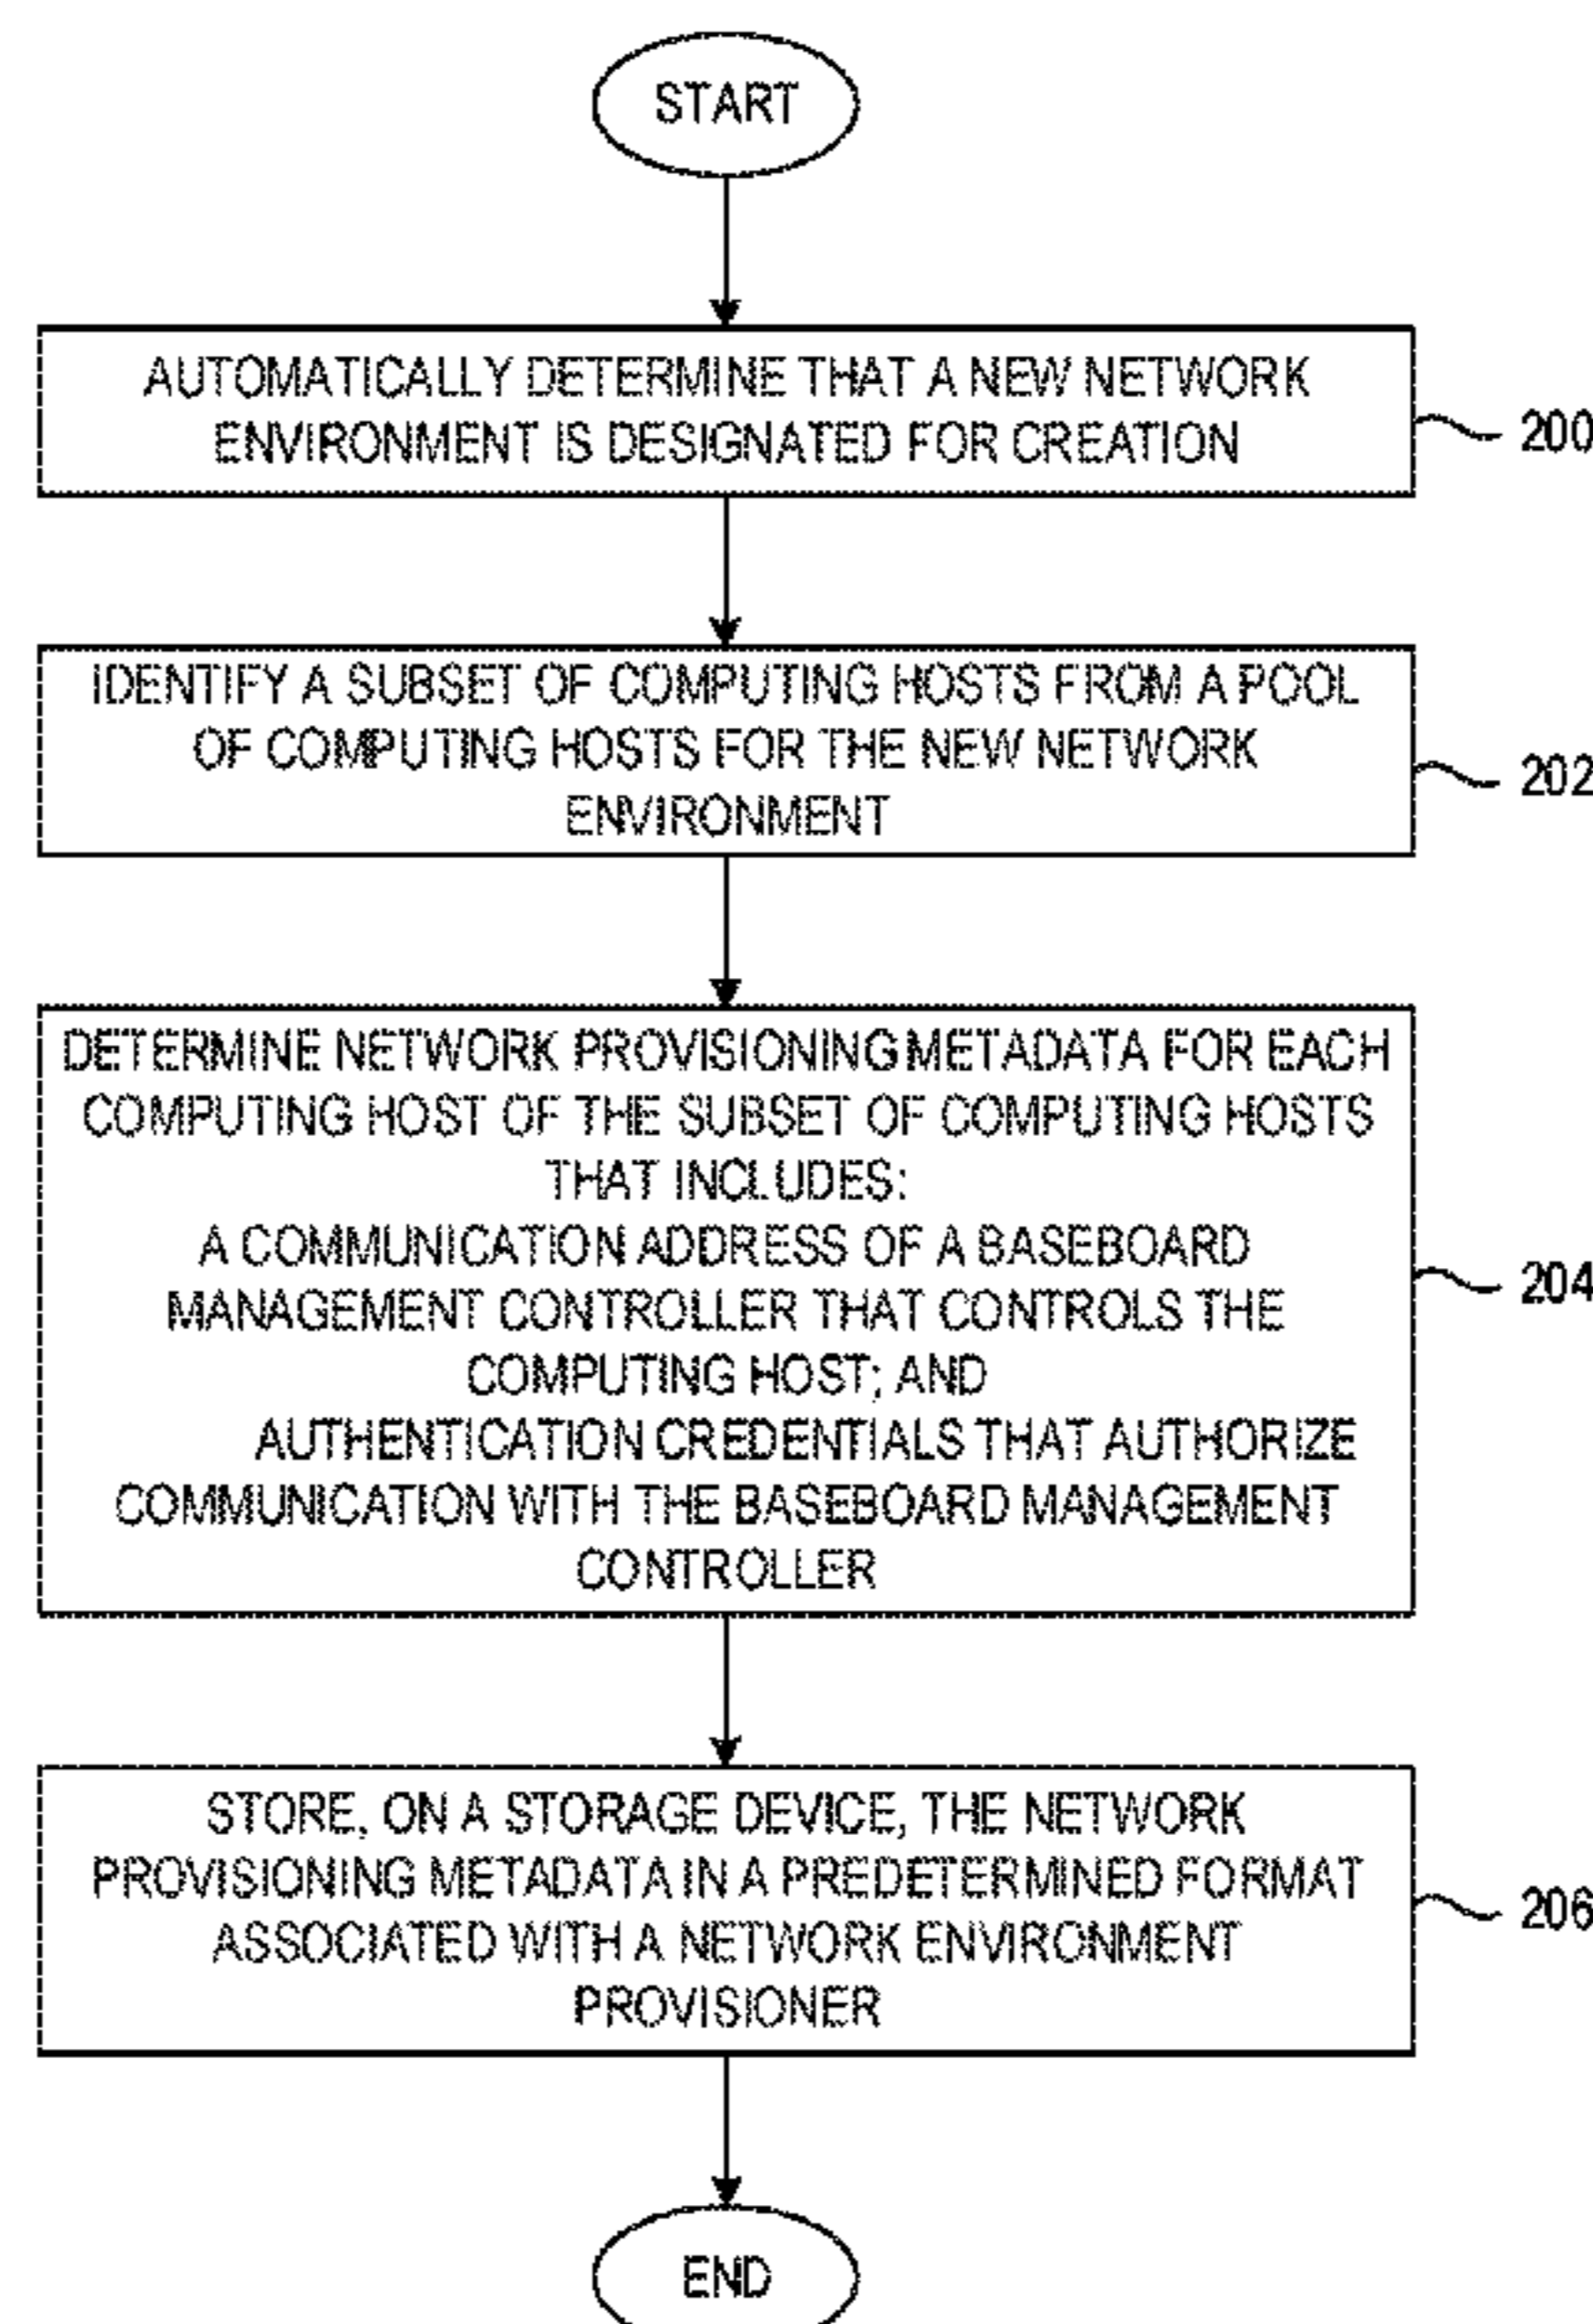 START
AUTOMATICALLY DETERMINE THAT A NEW NETWORK
ENVIRONMENT IS DESIGNATED FOR CREATION
200
IDENTIFY A SUBSET OF COMPUTING HOSTS FROM A POOL
OF COMPUTING HOSTS FOR THE NEW NETWORK
ENVIRONMENT
202
DETERMINE NETWORK PROVISIONING METADATA FOR EACH
COMPUTING HOST OF THE SUBSET OF COMPUTING HOSTS
THAT INCLUDES:
A COMMUNICATION ADDRESS OF A BASEBOARD
MANAGEMENT CONTROLLER THAT CONTROLS THE
COMPUTING HOST; AND
AUTHENTICATION CREDENTIALS THAT AUTHORIZE
COMMUNICATION WITH THE BASEBOARD MANAGEMENT
CONTROLLER
204
STORE, ON A STORAGE DEVICE, THE NETWORK
PROVISIONING METADATA IN A PREDETERMINED FORMAT
ASSOCIATED WITH A NETWORK ENVIRONMENT
PROVISIONER
206
END